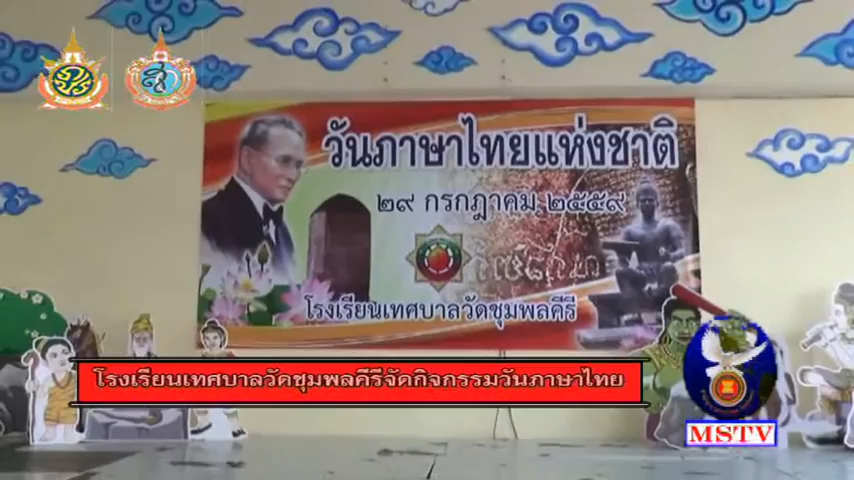 MSTV
วันภาษาไทยแห่งชาติ
๒๙ กรกฎาคม ๒๕๕๙
โรงเรียนเทศบาลวัดชุมพลคีรี
โรงเรียนเทศบาลวัดชุมพลคีรีจัดกิจกรรมวันภาษาไทย
MSTV